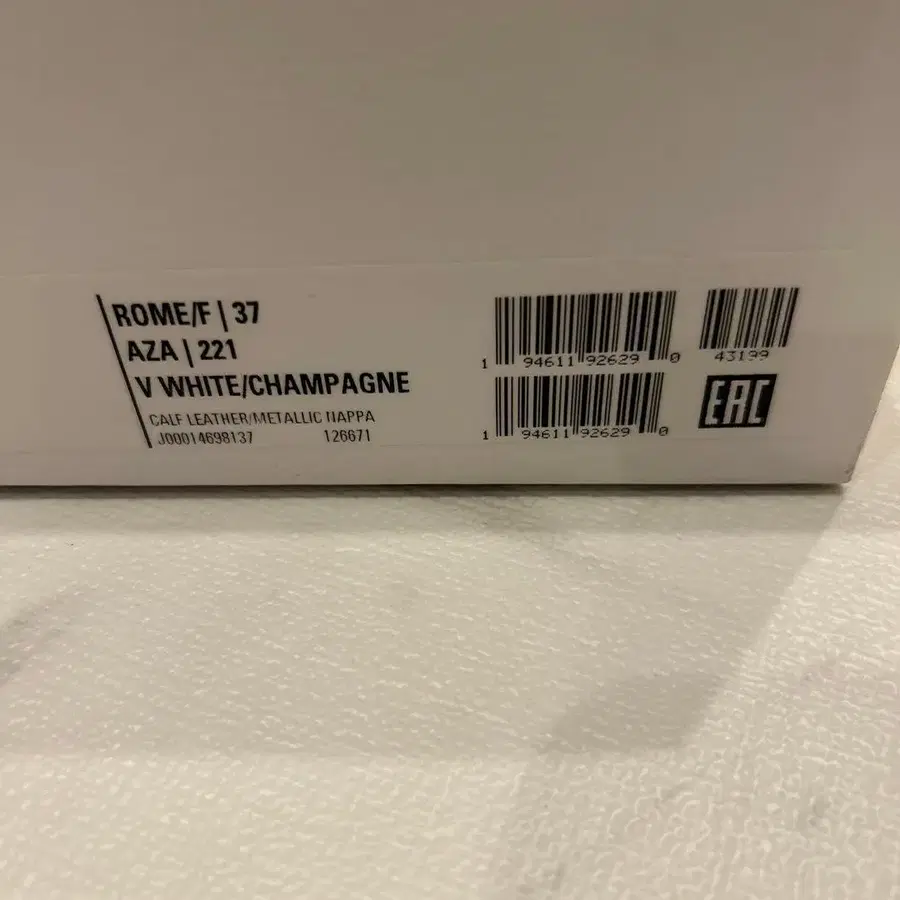 ROME/F | 37
AZA | 221
V WHITE/CHAMPAGNE
CALF LEATHER/METALLIC NAPPA
J00014698137 126671
1 94611 92629 0
43199
1 94611 92629 0
EAC